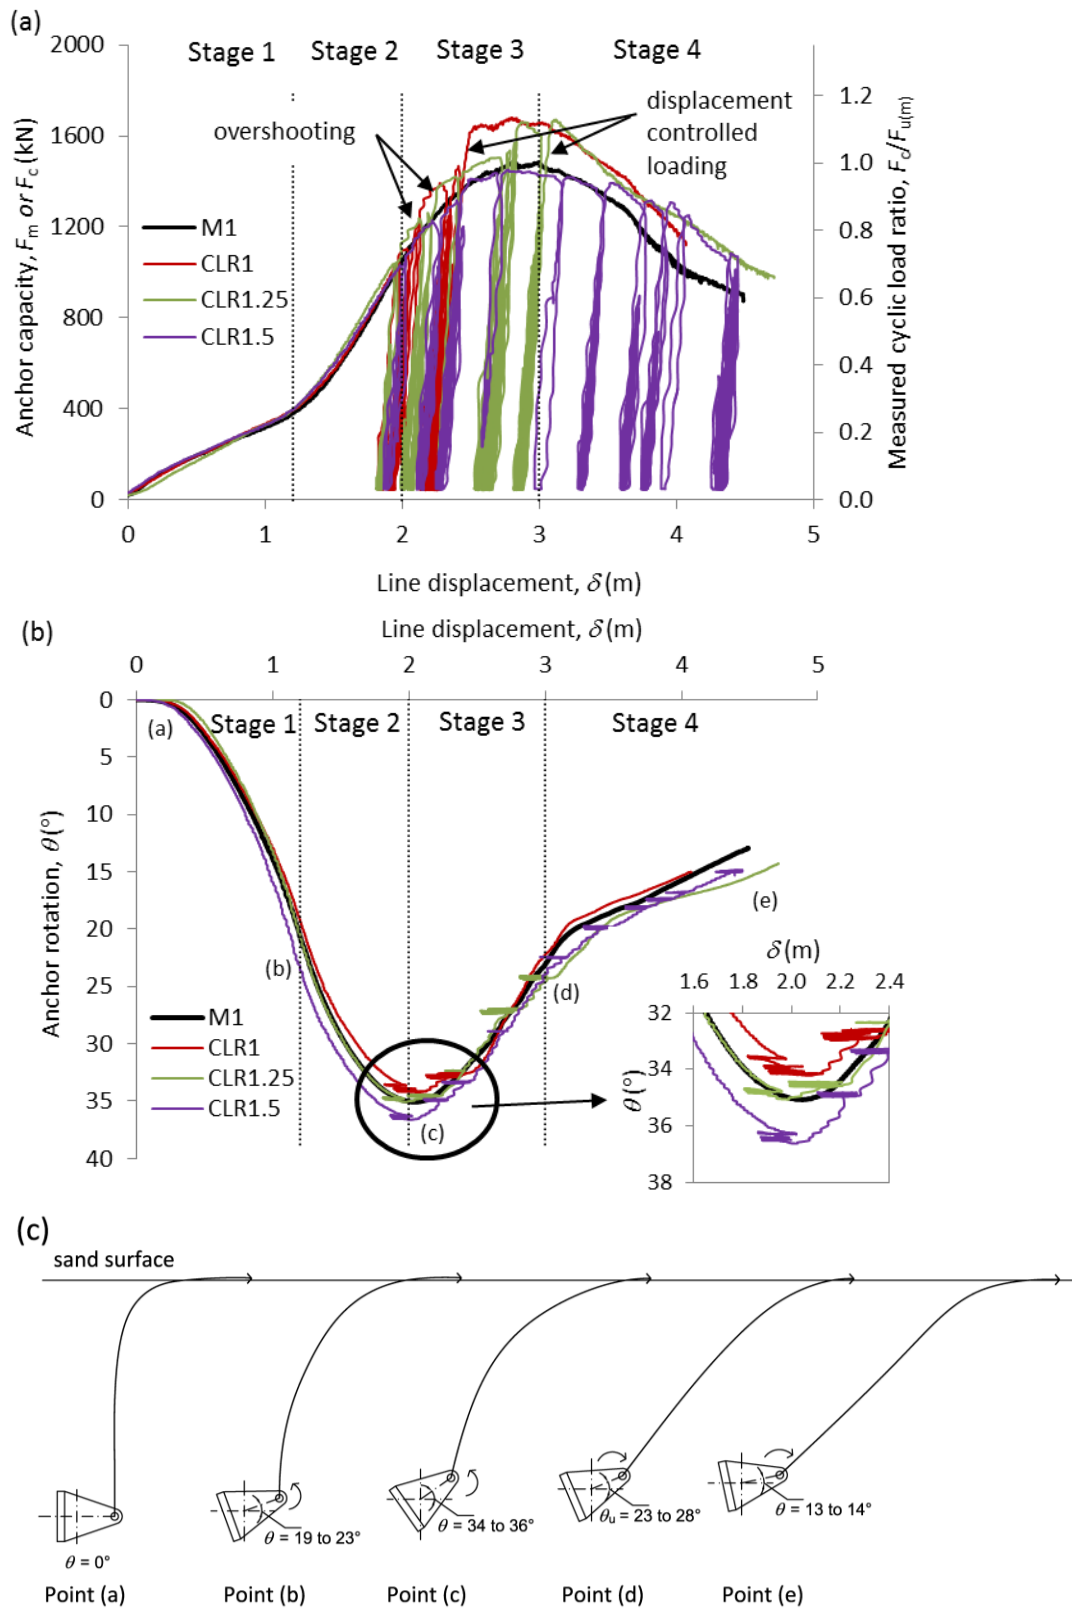 (a)
2000
1600
1200
800
400
0
Anchor capacity, Fm or Fc (kN)
Stage 1
Stage 2
Stage 3
Stage 4
overshooting
displacement
controlled
loading
M1
CLR1
CLR1.25
CLR1.5
1.2
1.0
0.8
0.6
0.4
0.2
0.0
Measured cyclic load ratio, Fc/Fu(m)
0 1 2 3 4 5
Line displacement, δ (m)
(b)
Line displacement, δ (m)
0 1 2 3 4 5
0
5
10
15
20
25
30
35
40
Anchor rotation, θ (°)
Stage 1
Stage 2
Stage 3
Stage 4
(a)
(b)
(c)
(d)
(e)
M1
CLR1
CLR1.25
CLR1.5
δ (m)
1.6 1.8 2.0 2.2 2.4
32
34
36
38
θ (°)
(c)
sand surface
θ = 0°
θ = 19 to 23°
θ = 34 to 36°
θu = 23 to 28°
θ = 13 to 14°
Point (a)
Point (b)
Point (c)
Point (d)
Point (e)